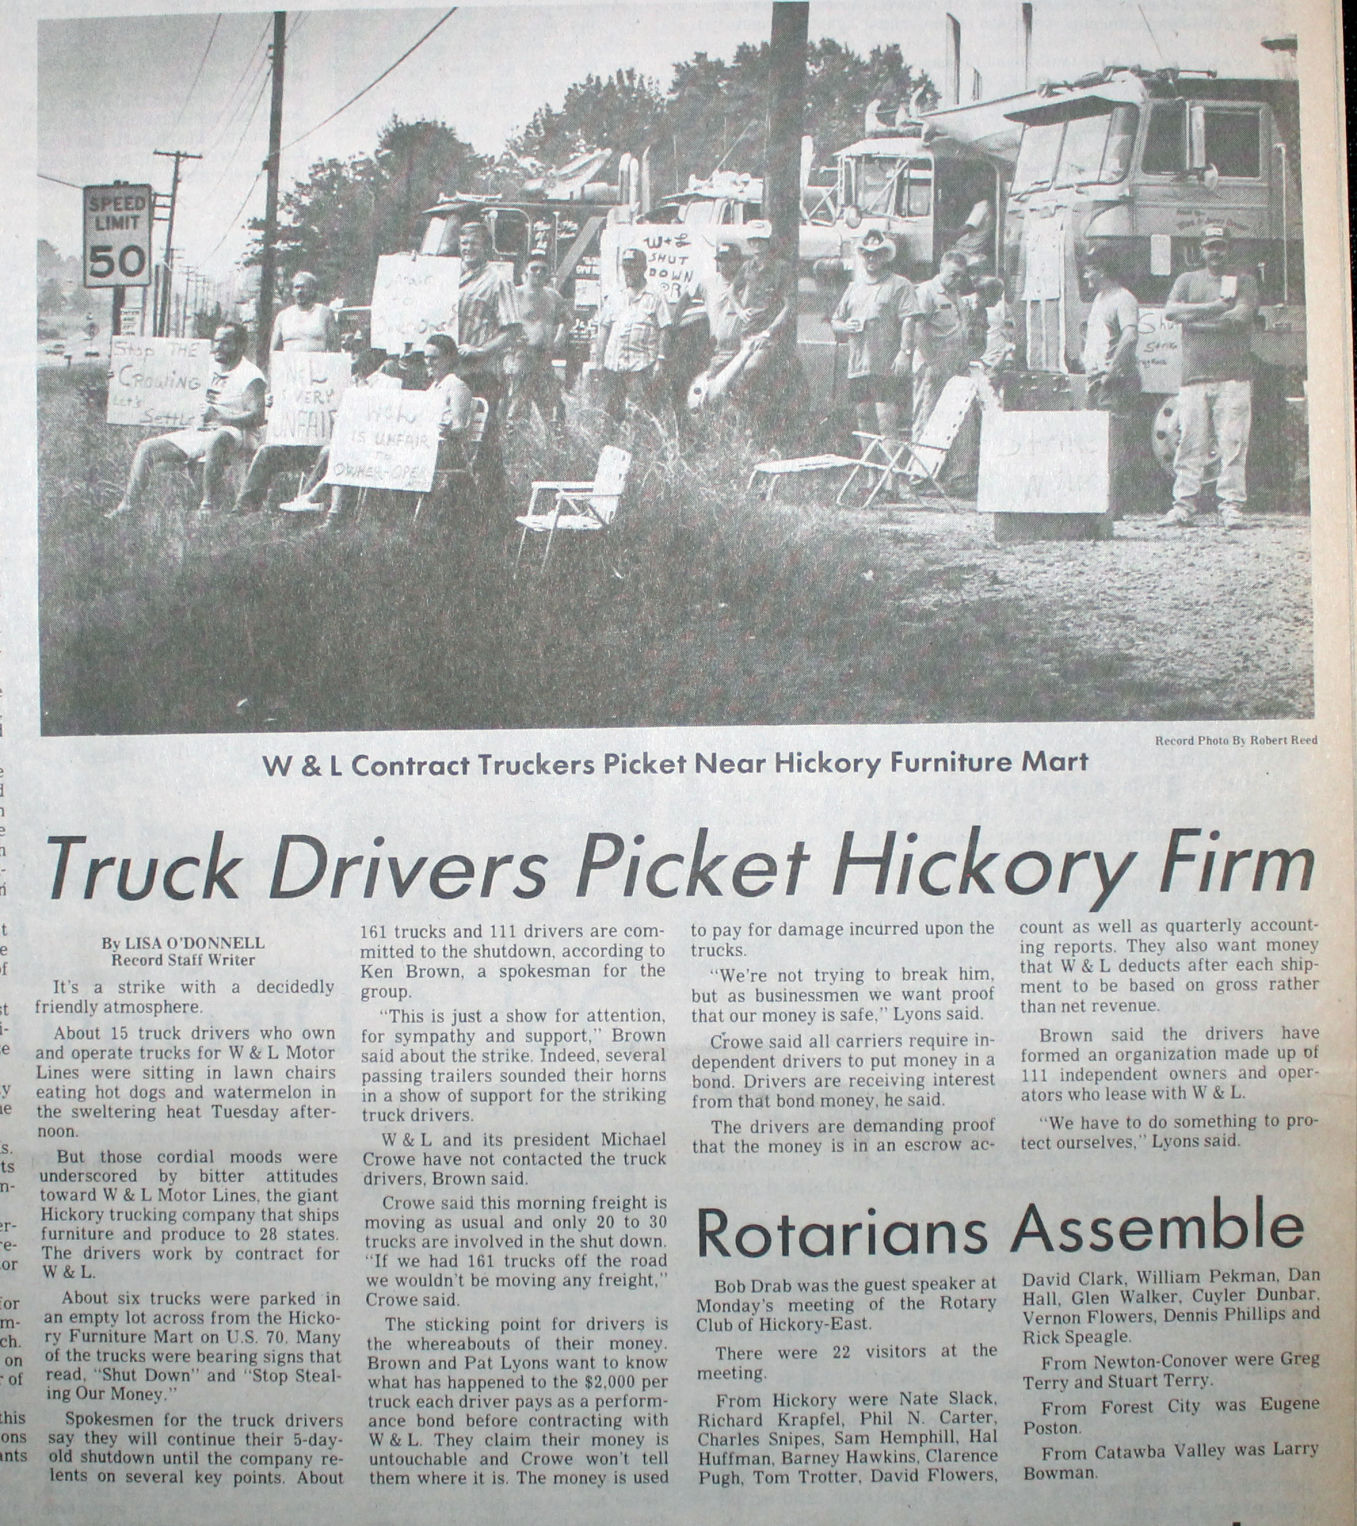 SPEED
LIMIT
50
Stop THE
CROWING
Let's
Settle
VERY
UNFAIR
W&L
IS UNFAIR
TO
OWNER-OPER
W+L
SHUT
DOWN
Strike
Record Photo By Robert Reed
W & L Contract Truckers Picket Near Hickory Furniture Mart
Truck Drivers Picket Hickory Firm
By LISA O'DONNELL
Record Staff Writer
It's a strike with a decidedly
friendly atmosphere.
About 15 truck drivers who own
and operate trucks for W & L Motor
Lines were sitting in lawn chairs
eating hot dogs and watermelon in
the sweltering heat Tuesday after-
noon.
But those cordial moods were
underscored by bitter attitudes
toward W & L Motor Lines, the giant
Hickory trucking company that ships
furniture and produce to 28 states.
The drivers work by contract for
W & L.
About six trucks were parked in
an empty lot across from the Hicko-
ry Furniture Mart on U.S. 70. Many
of the trucks were bearing signs that
read, "Shut Down" and "Stop Steal-
ing Our Money."
Spokesmen for the truck drivers
say they will continue their 5-day-
old shutdown until the company re-
lents on several key points. About
161 trucks and 111 drivers are com-
mitted to the shutdown, according to
Ken Brown, a spokesman for the
group.
"This is just a show for attention,
for sympathy and support," Brown
said about the strike. Indeed, several
passing trailers sounded their horns
in a show of support for the striking
truck drivers.
W & L and its president Michael
Crowe have not contacted the truck
drivers, Brown said.
Crowe said this morning freight is
moving as usual and only 20 to 30
trucks are involved in the shut down.
"If we had 161 trucks off the road
we wouldn't be moving any freight,"
Crowe said.
The sticking point for drivers is
the whereabouts of their money.
Brown and Pat Lyons want to know
what has happened to the $2,000 per
truck each driver pays as a perform-
ance bond before contracting with
W & L. They claim their money is
untouchable and Crowe won't tell
them where it is. The money is used
to pay for damage incurred upon the
trucks.
"We're not trying to break him,
but as businessmen we want proof
that our money is safe," Lyons said.
Crowe said all carriers require in-
dependent drivers to put money in a
bond. Drivers are receiving interest
from that bond money, he said.
The drivers are demanding proof
that the money is in an escrow ac-
count as well as quarterly account-
ing reports. They also want money
that W & L deducts after each ship-
ment to be based on gross rather
than net revenue.
Brown said the drivers have
formed an organization made up of
111 independent owners and oper-
ators who lease with W & L.
"We have to do something to pro-
tect ourselves," Lyons said.
Rotarians Assemble
Bob Drab was the guest speaker at
Monday's meeting of the Rotary
Club of Hickory-East.
There were 22 visitors at the
meeting.
From Hickory were Nate Slack,
Richard Krapfel, Phil N. Carter,
Charles Snipes, Sam Hemphill, Hal
Huffman, Barney Hawkins, Clarence
Pugh, Tom Trotter, David Flowers,
David Clark, William Pekman, Dan
Hall, Glen Walker, Cuyler Dunbar,
Vernon Flowers, Dennis Phillips and
Rick Speagle.
From Newton-Conover were Greg
Terry and Stuart Terry.
From Forest City was Eugene
Poston.
From Catawba Valley was Larry
Bowman.